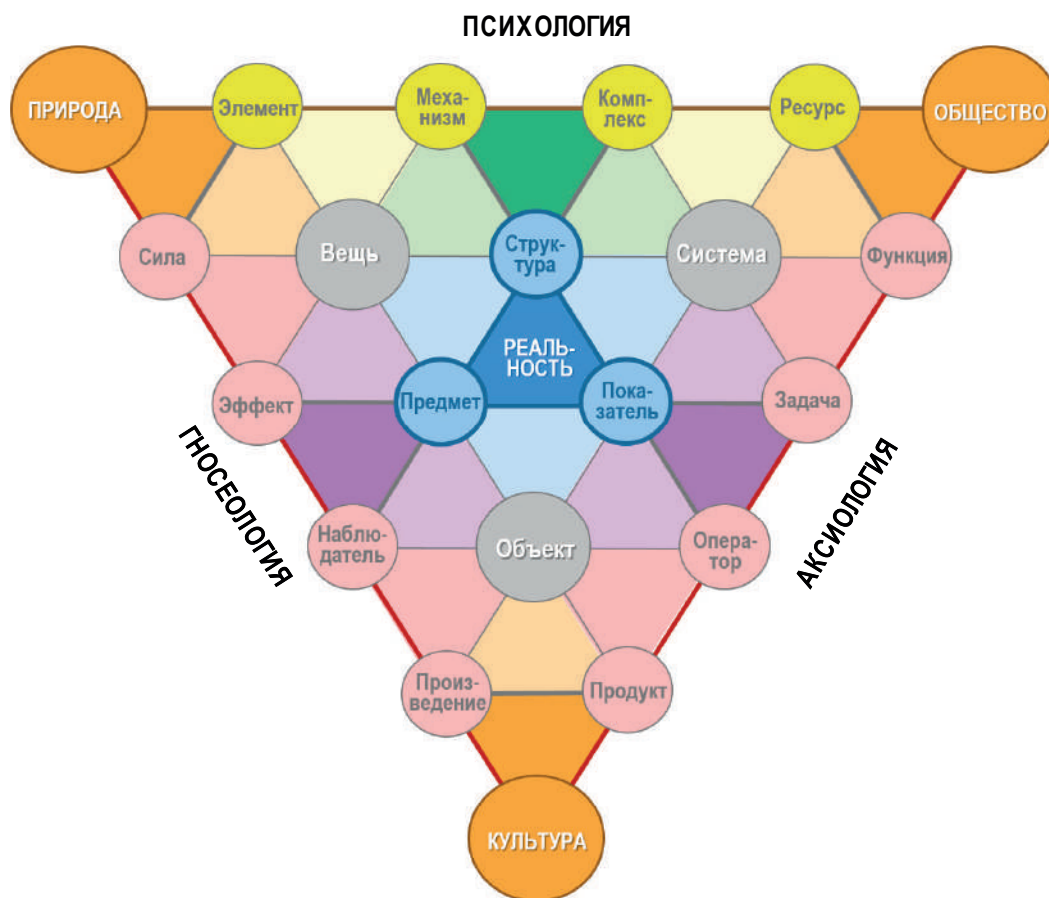 ПСИХОЛОГИЯ
ПРИРОДА
Элемент
Меха-
низм
Комп-
лекс
Ресурс
ОБЩЕСТВО
Сила
Вещь
Струк-
тура
Система
Функция
РЕАЛЬ-
НОСТЬ
Эффект
Предмет
Пока-
затель
Задача
ГНОСЕОЛОГИЯ
АКСИОЛОГИЯ
Наблю-
датель
Объект
Опера-
тор
Произ-
ведение
Продукт
КУЛЬТУРА